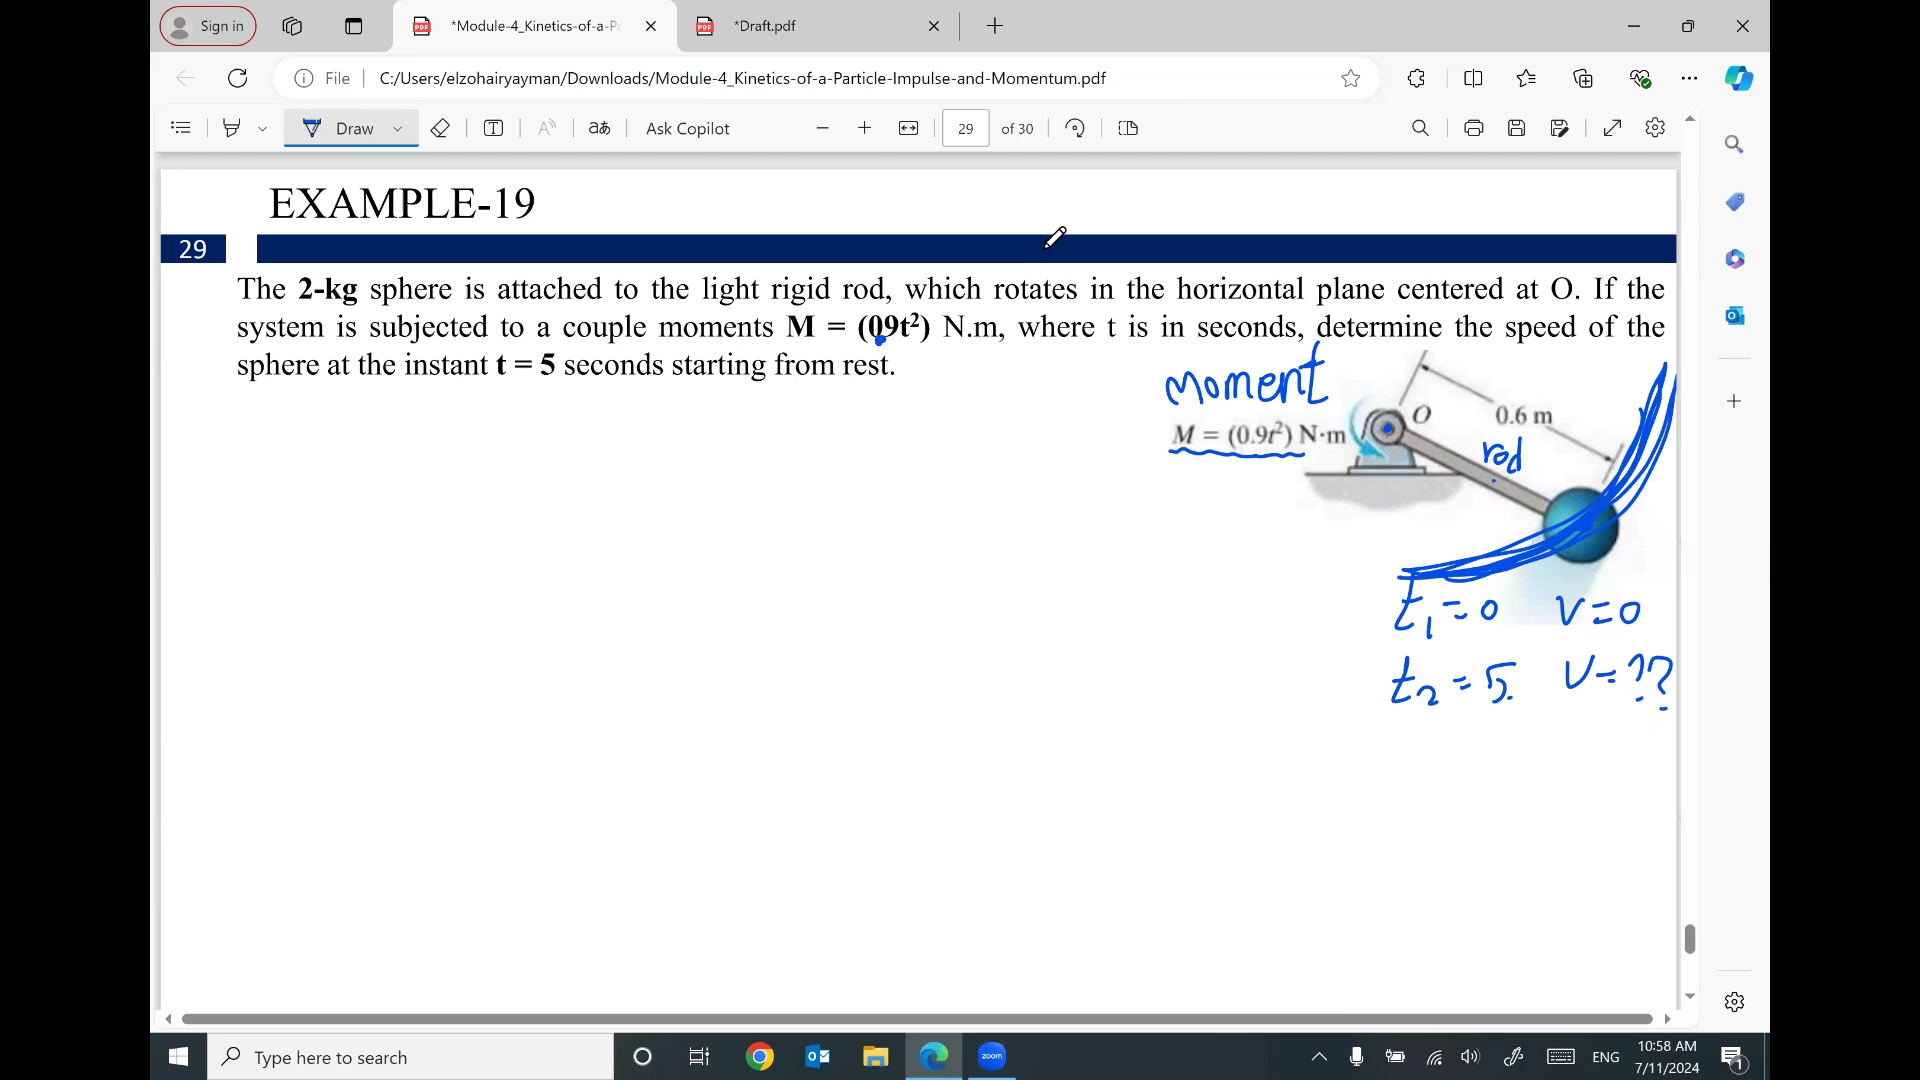 Sign in
*Module-4_Kinetics-of-a-Pa
*Draft.pdf
File
C:/Users/elzohairyayman/Downloads/Module-4_Kinetics-of-a-Particle-Impulse-and-Momentum.pdf
Draw
Ask Copilot
29
of 30
EXAMPLE-19
29
The 2-kg sphere is attached to the light rigid rod, which rotates in the horizontal plane centered at O. If the
system is subjected to a couple moments M = (09t²) N.m, where t is in seconds, determine the speed of the
sphere at the instant t = 5 seconds starting from rest.
moment
M = (0.9t²) N·m
O
0.6 m
rod
t₁ = 0 V = 0
t₂ = 5. V = ??
Type here to search
zoom
ENG
10:58 AM
7/11/2024
1